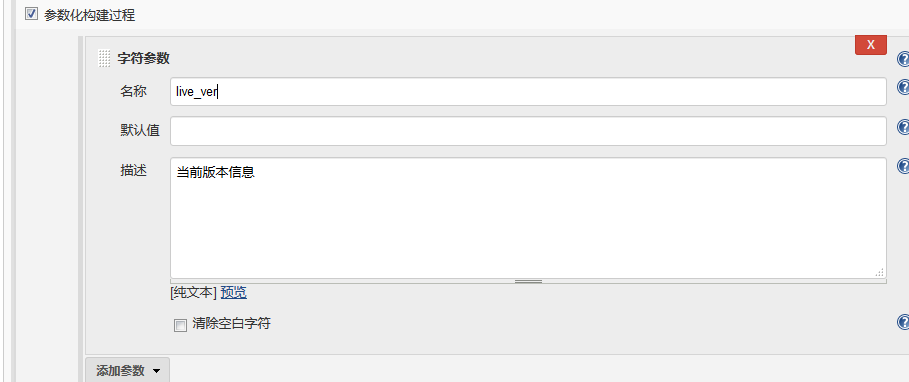 参数化构建过程
X
字符参数
名称
live_ver
默认值
描述
当前版本信息
[纯文本] 预览
清除空白字符
添加参数